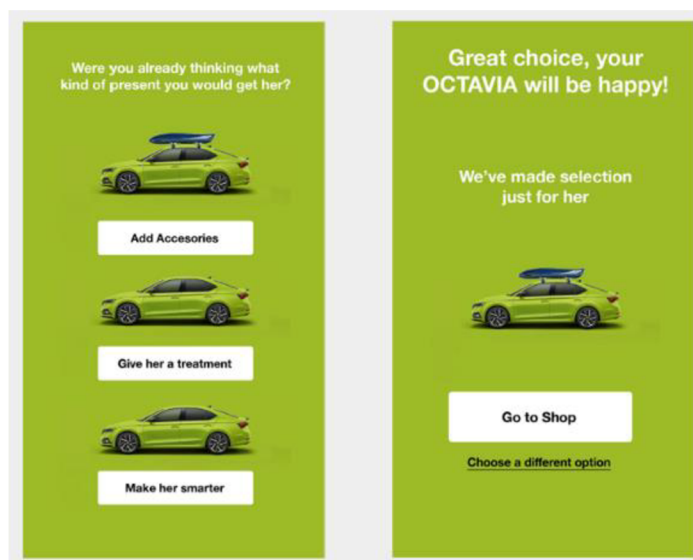 Were you already thinking what
kind of present you would get her?
Add Accesories
Give her a treatment
Make her smarter
Great choice, your
OCTAVIA will be happy!
We've made selection
just for her
Go to Shop
Choose a different option